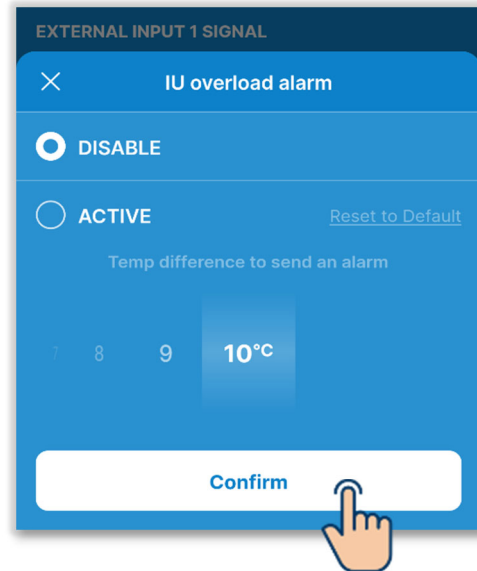 EXTERNAL INPUT 1 SIGNAL
IU overload alarm
DISABLE
ACTIVE Reset to Default
Temp difference to send an alarm
7 8 9 10°C
Confirm